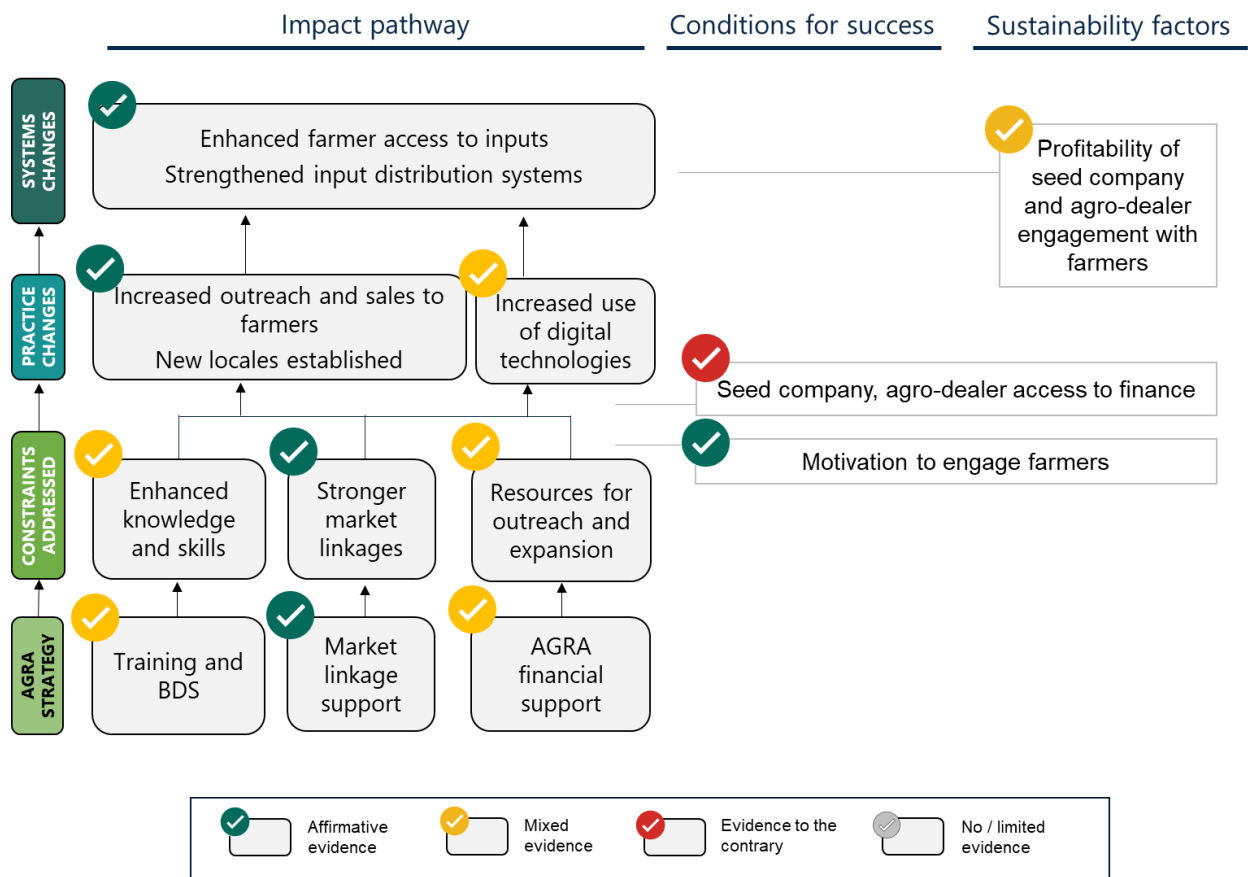 Impact pathway
Conditions for success
Sustainability factors
SYSTEMS
CHANGES
Enhanced farmer access to inputs
Strengthened input distribution systems
Profitability of
seed company
and agro-dealer
engagement with
farmers
PRACTICE
CHANGES
Increased outreach and sales to
farmers
New locales established
Increased use
of digital
technologies
Seed company, agro-dealer access to finance
Motivation to engage farmers
CONSTRAINTS
ADDRESSED
Enhanced
knowledge
and skills
Stronger
market
linkages
Resources for
outreach and
expansion
AGRA
STRATEGY
Training and
BDS
Market
linkage
support
AGRA
financial
support
Affirmative
evidence
Mixed
evidence
Evidence to the
contrary
No / limited
evidence